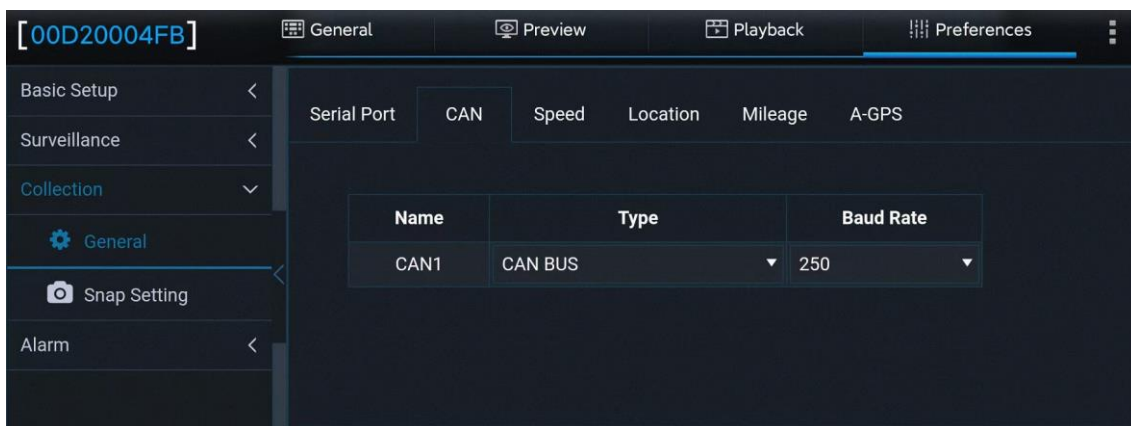 [00D20004FB] General Preview Playback Preferences
Basic Setup
Serial Port CAN Speed Location Mileage A-GPS
Surveillance
Collection
Name Type Baud Rate
General
CAN1 CAN BUS 250
Snap Setting
Alarm